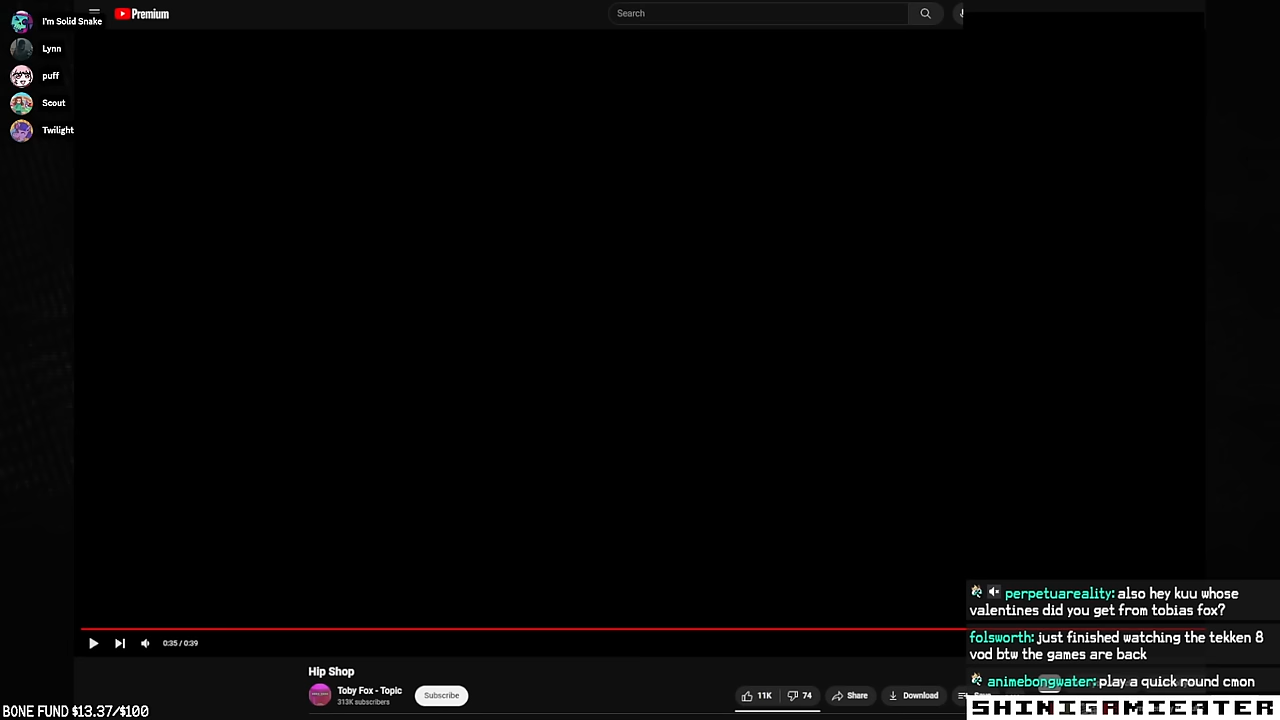 I'm Solid Snake
Lynn
puff
Scout
Twilight
Premium
Search
0:35 / 0:39
Hip Shop
Toby Fox - Topic
313K subscribers
Subscribe
11K
74
Share
Download
perpetuareality: also hey kuu whose
valentines did you get from tobias fox?
folsworth: just finished watching the tekken 8
vod btw the games are back
animebongwater: play a quick round cmon
BONE FUND $13.37/$100
SHINIGAMIEATER